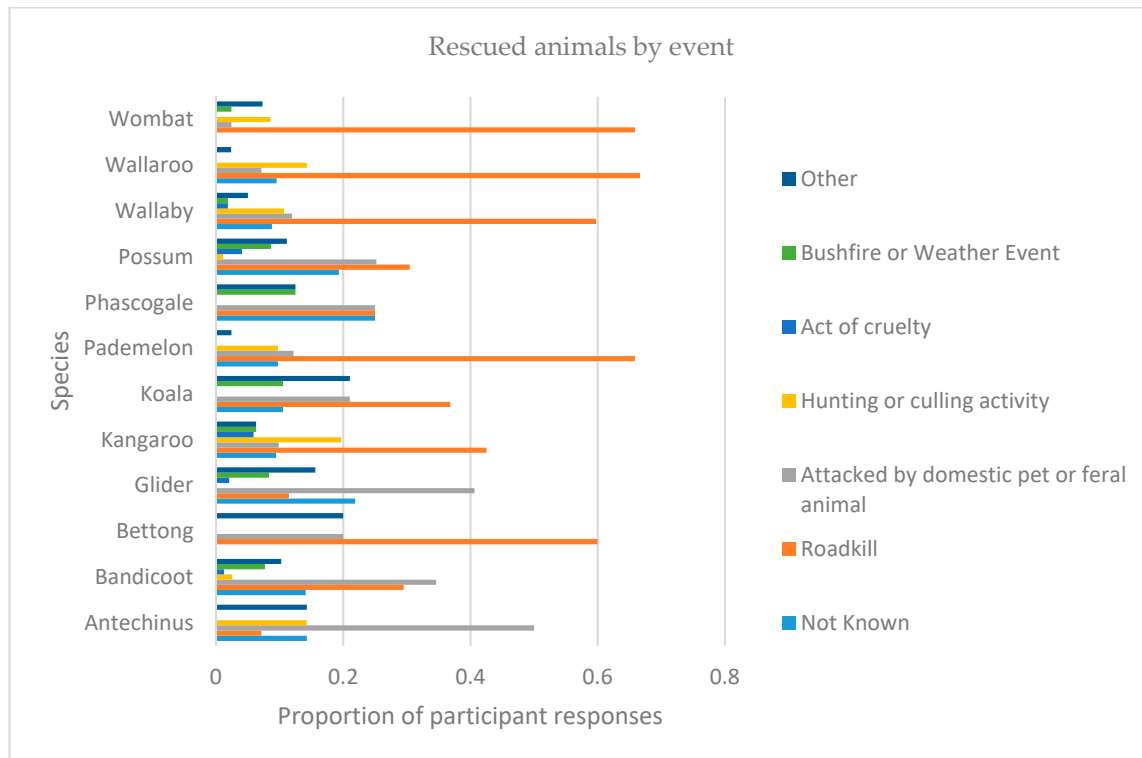 Rescued animals by event
Species
Wombat
Wallaroo
Wallaby
Possum
Phascogale
Pademelon
Koala
Kangaroo
Glider
Bettong
Bandicoot
Antechinus
0 0.2 0.4 0.6 0.8
Proportion of participant responses
Other
Bushfire or Weather Event
Act of cruelty
Hunting or culling activity
Attacked by domestic pet or feral
animal
Roadkill
Not Known